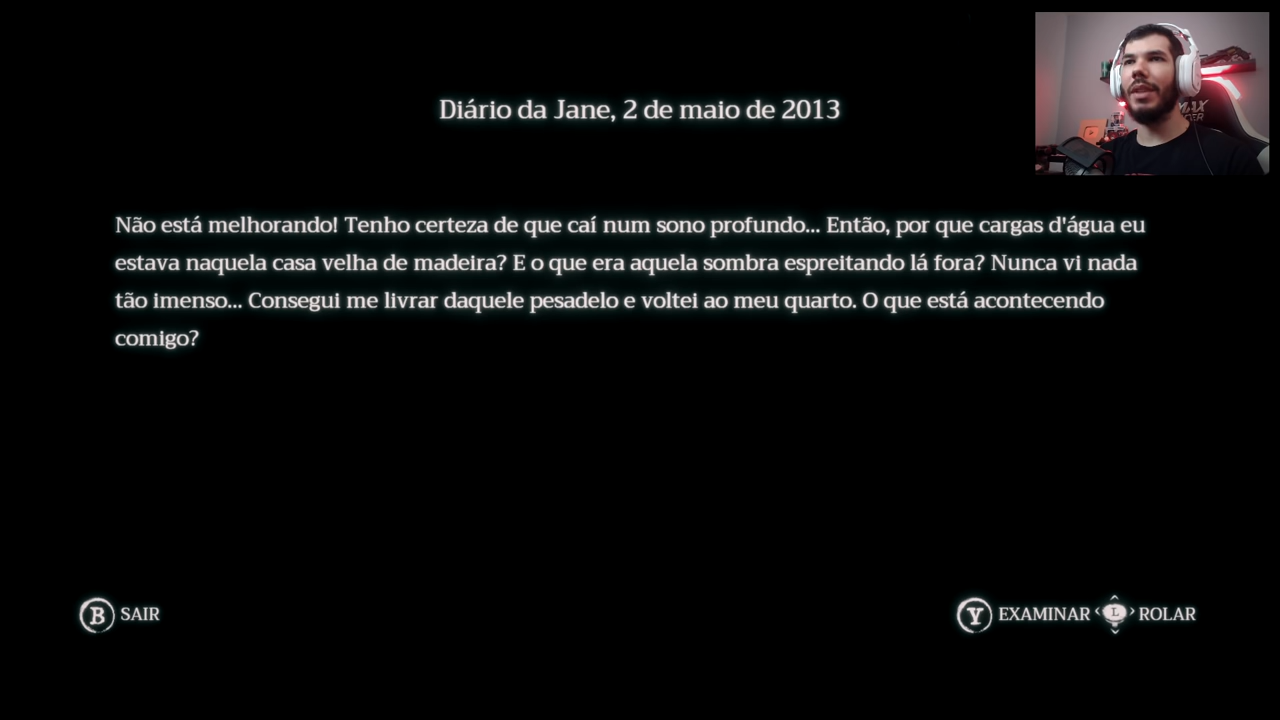 Diário da Jane, 2 de maio de 2013
Não está melhorando! Tenho certeza de que caí num sono profundo... Então, por que cargas d'água eu
estava naquela casa velha de madeira? E o que era aquela sombra espreitando lá fora? Nunca vi nada
tão imenso... Consegui me livrar daquele pesadelo e voltei ao meu quarto. O que está acontecendo
comigo?
B SAIR
Y EXAMINAR L ROLAR